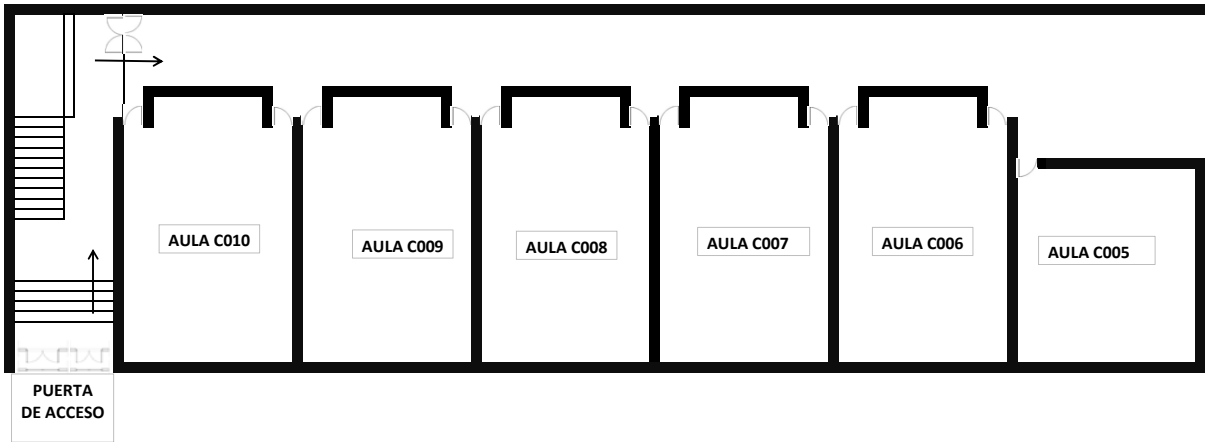 AULA C010
AULA C009
AULA C008
AULA C007
AULA C006
AULA C005
PUERTA
DE ACCESO